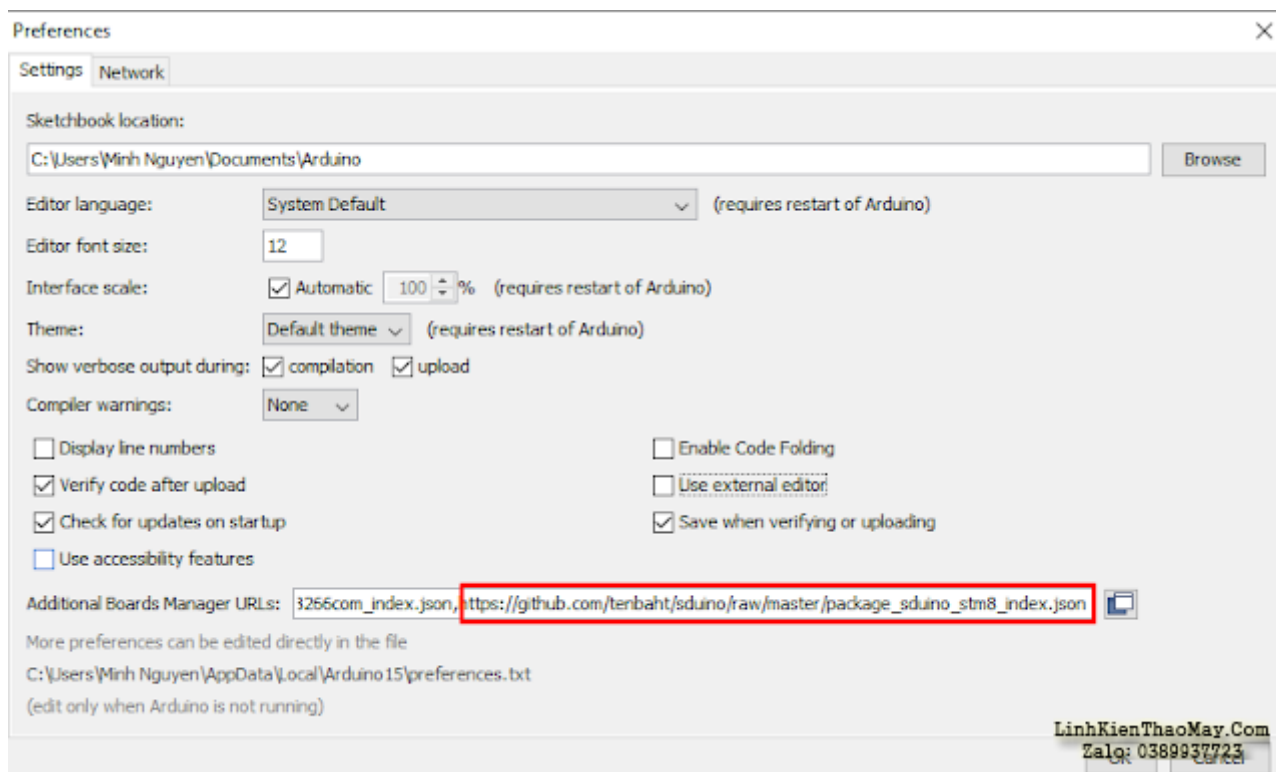 Preferences
Settings Network
Sketchbook location:
C:\Users\Minh Nguyen\Documents\Arduino Browse
Editor language: System Default (requires restart of Arduino)
Editor font size: 12
Interface scale: Automatic 100 % (requires restart of Arduino)
Theme: Default theme (requires restart of Arduino)
Show verbose output during: compilation upload
Compiler warnings: None
Display line numbers Enable Code Folding
Verify code after upload Use external editor
Check for updates on startup Save when verifying or uploading
Use accessibility features
Additional Boards Manager URLs: 3266com_index.json,https://github.com/tenbaht/sduino/raw/master/package_sduino_stm8_index.json
More preferences can be edited directly in the file
C:\Users\Minh Nguyen\AppData\Local\Arduino15\preferences.txt
(edit only when Arduino is not running)
LinhKienThaoMay.Com
Zalo: 0389937723
OK Cancel